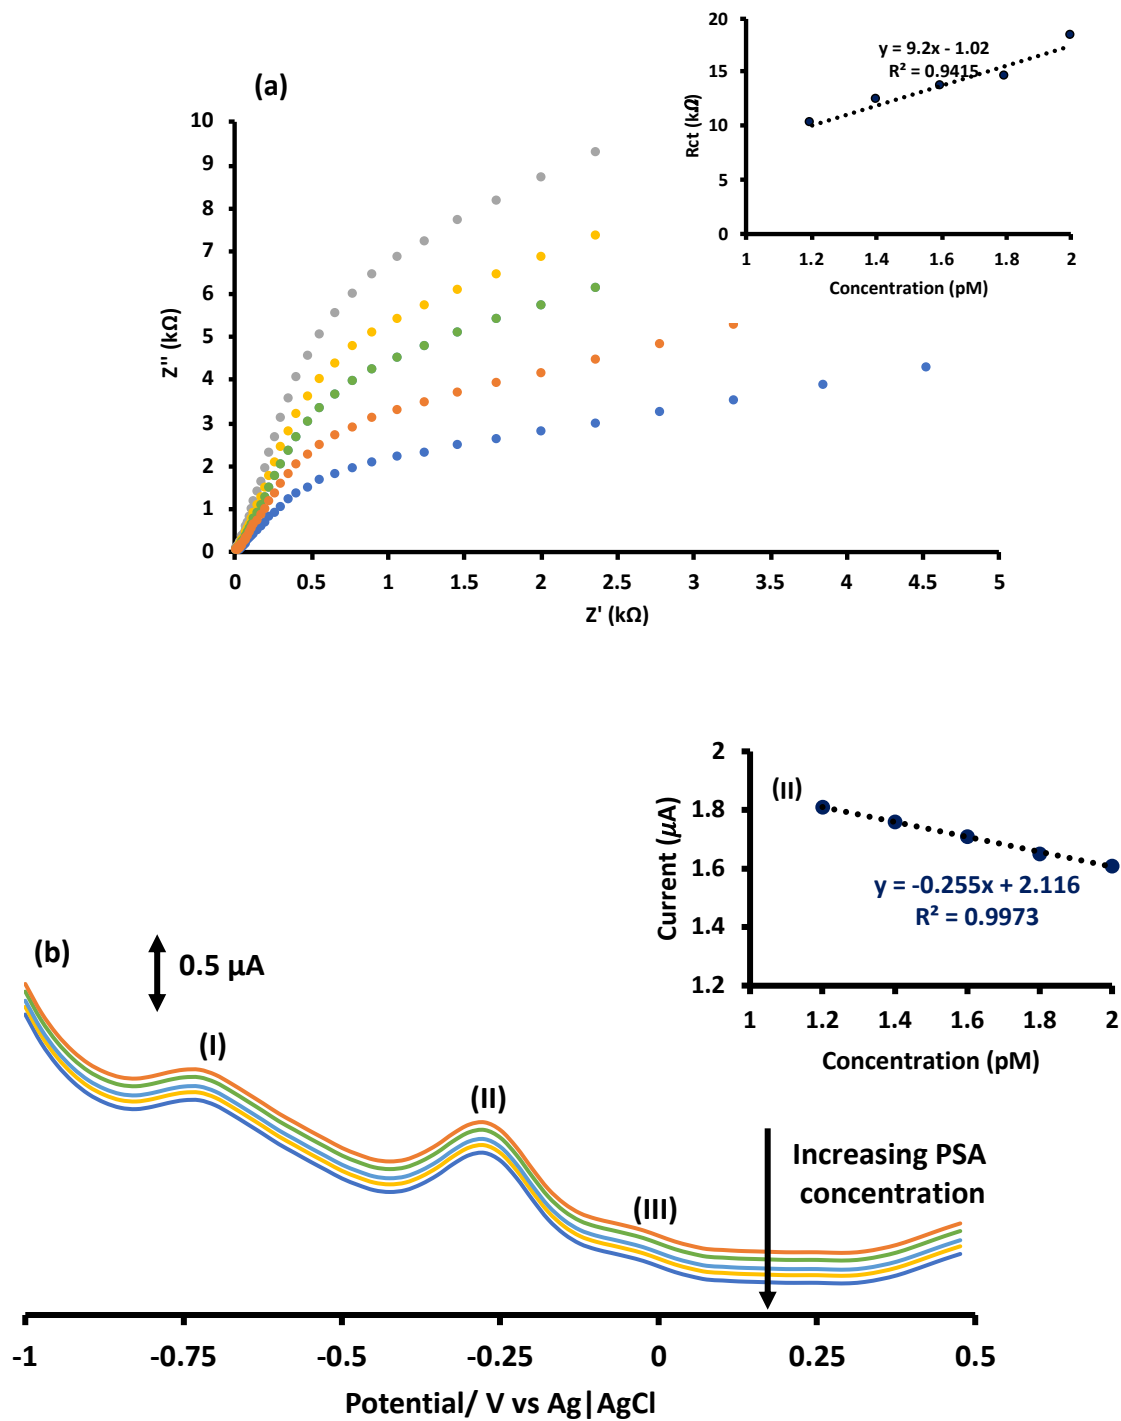 (a)
10
9
8
7
6
5
4
3
2
1
0
Z'' (kΩ)
0 0.5 1 1.5 2 2.5 3 3.5 4 4.5 5
Z' (kΩ)
20
15
10
5
0
Rct (kΩ)
y = 9.2x - 1.02
R² = 0.9415
1 1.2 1.4 1.6 1.8 2
Concentration (pM)
(b)
0.5 µA
(I)
(II)
(III)
Increasing PSA
concentration
-1 -0.75 -0.5 -0.25 0 0.25 0.5
Potential/ V vs Ag|AgCl
2
1.8
1.6
1.4
1.2
Current (µA)
(II)
y = -0.255x + 2.116
R² = 0.9973
1 1.2 1.4 1.6 1.8 2
Concentration (pM)